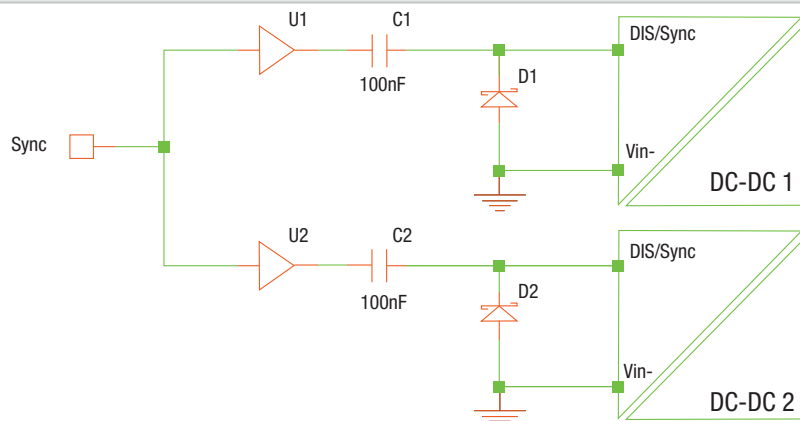 U1
C1
DIS/Sync
100nF
D1
Sync
Vin-
DC-DC 1
U2
C2
DIS/Sync
100nF
D2
Vin-
DC-DC 2